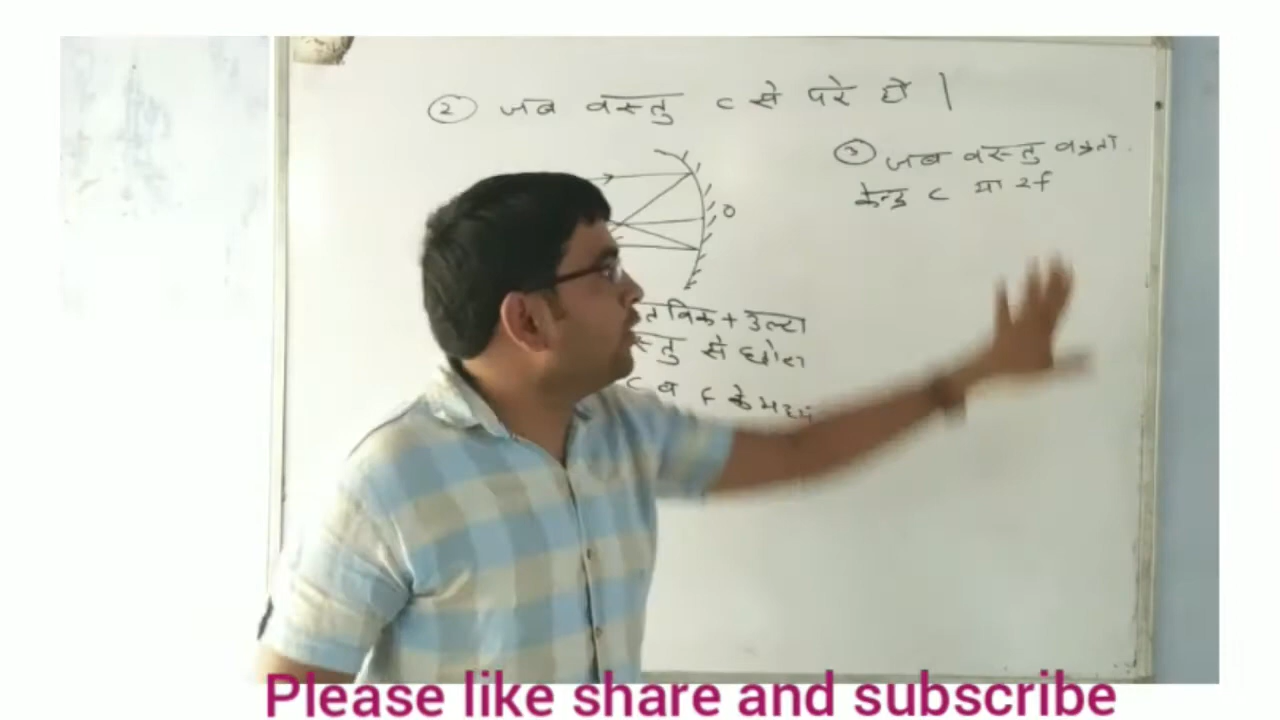 ② जब वस्तु C से परे हो |
③ जब वस्तु वक्रता
केन्द्र C या 2f
O
तविक + उल्टा
स्तु से छोटा
C व F के मध्य
Please like share and subscribe